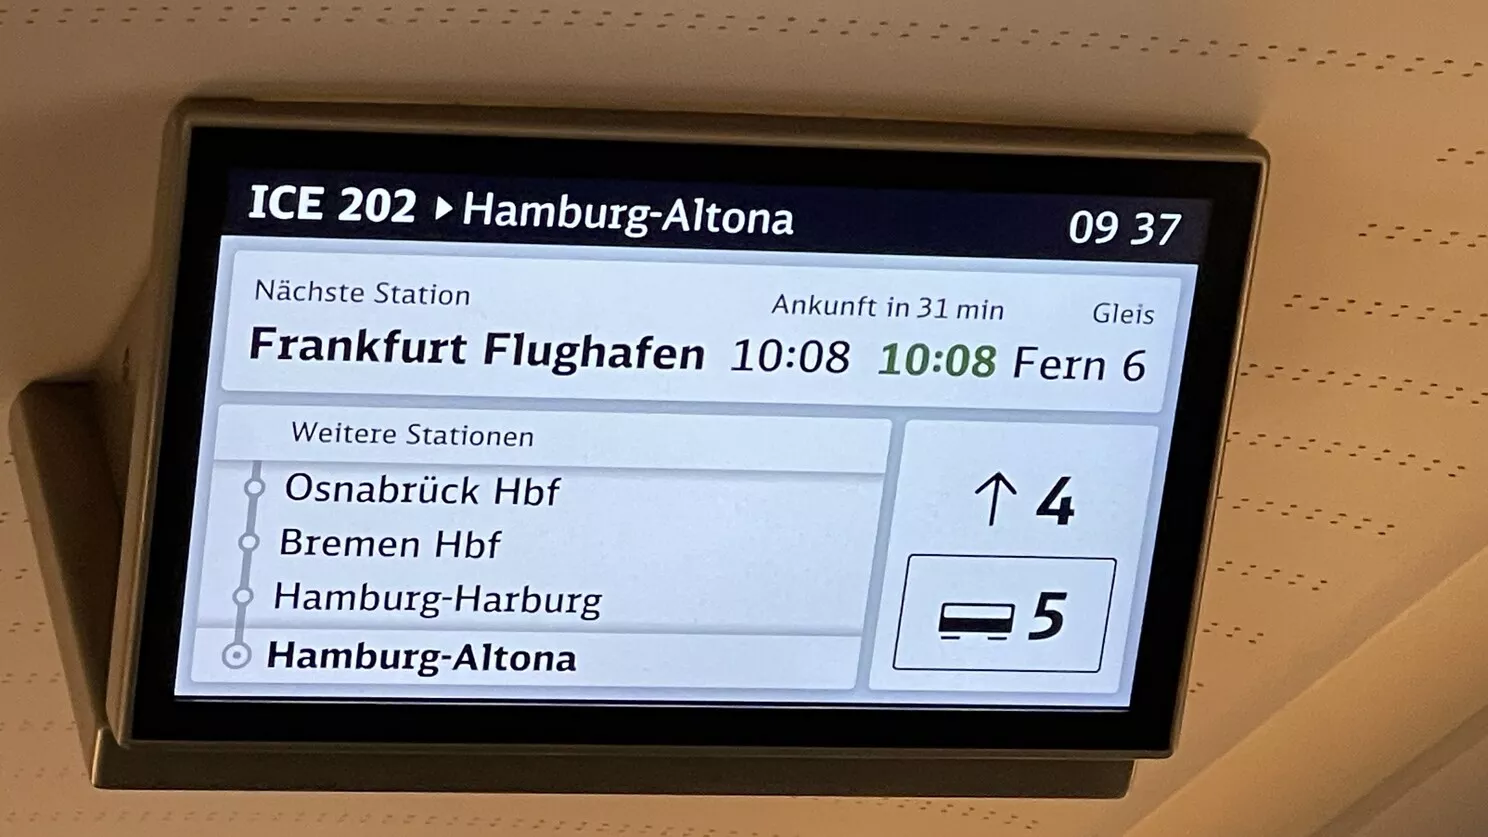 ICE 202 ▸ Hamburg-Altona 09 37
Nächste Station Ankunft in 31 min Gleis
Frankfurt Flughafen 10:08 10:08 Fern 6
Weitere Stationen
Osnabrück Hbf
Bremen Hbf
Hamburg-Harburg
Hamburg-Altona
↑ 4
5